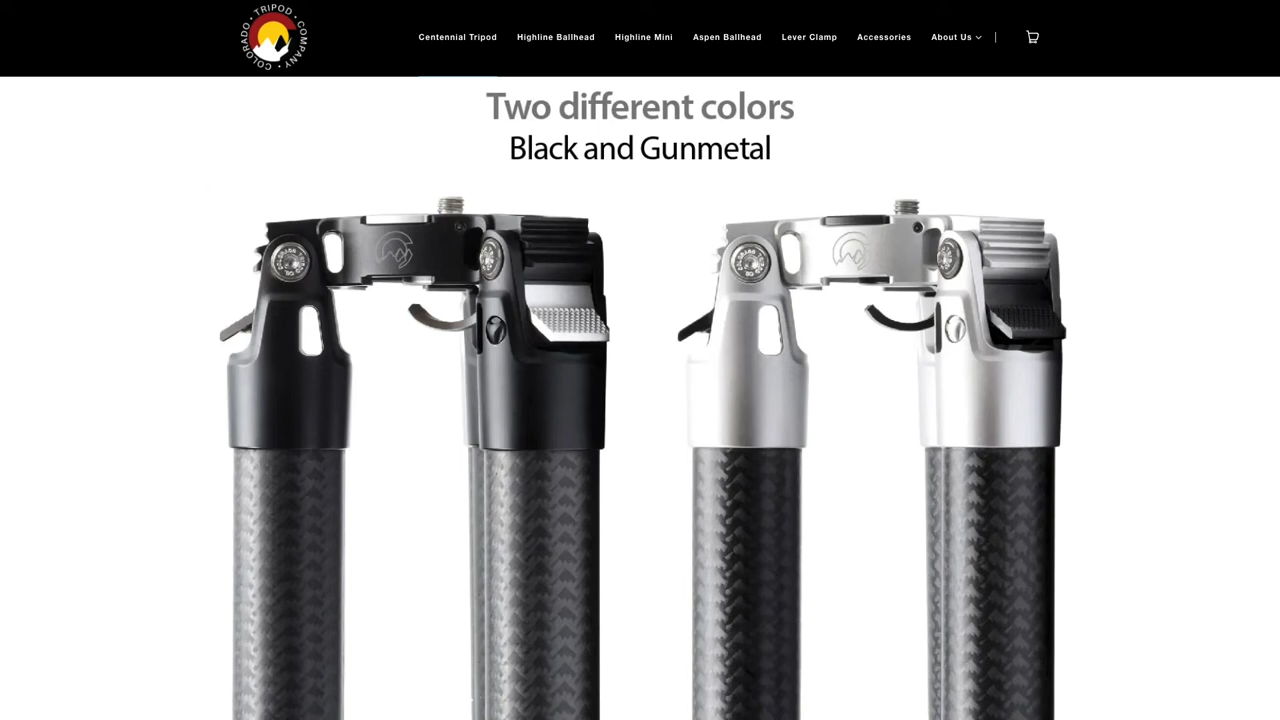 COLORADO • TRIPOD • COMPANY •
Centennial Tripod
Highline Ballhead
Highline Mini
Aspen Ballhead
Lever Clamp
Accessories
About Us
Two different colors
Black and Gunmetal